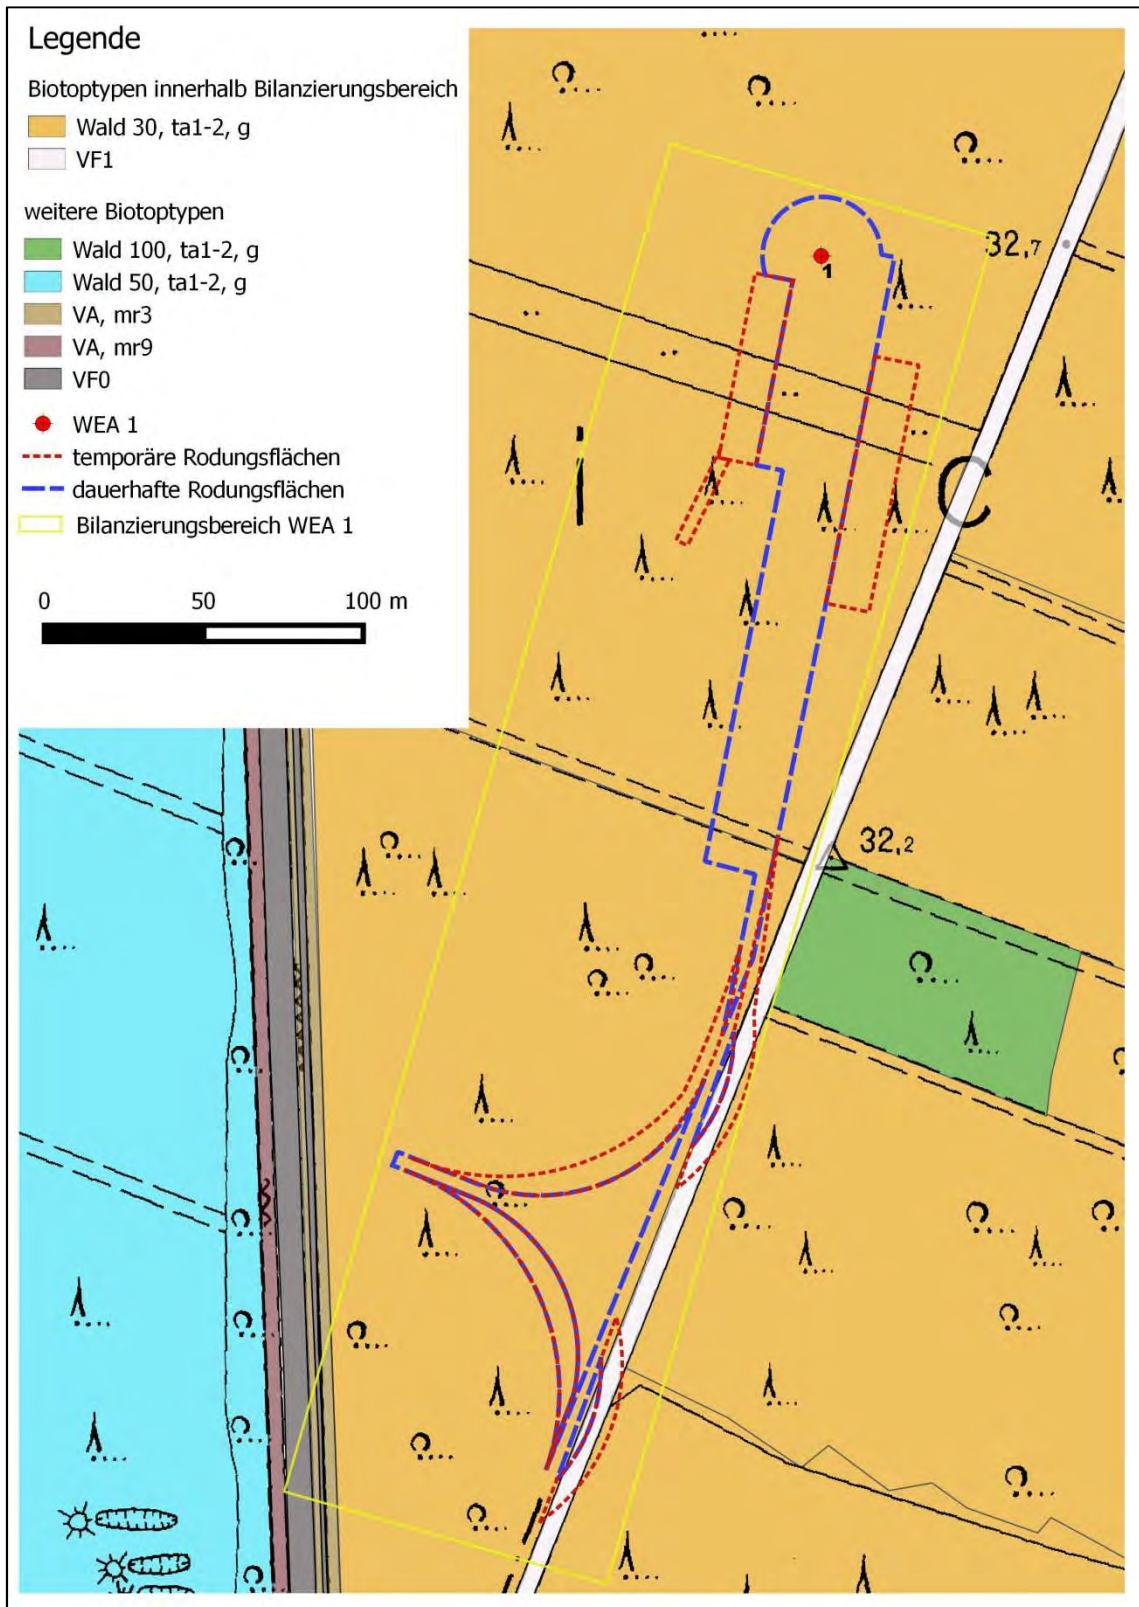 Legende
Biotoptypen innerhalb Bilanzierungsbereich
Wald 30, ta1-2, g
VF1
weitere Biotoptypen
Wald 100, ta1-2, g
Wald 50, ta1-2, g
VA, mr3
VA, mr9
VF0
WEA 1
temporäre Rodungsflächen
dauerhafte Rodungsflächen
Bilanzierungsbereich WEA 1
0 50 100 m
32,7
1
C
32,2